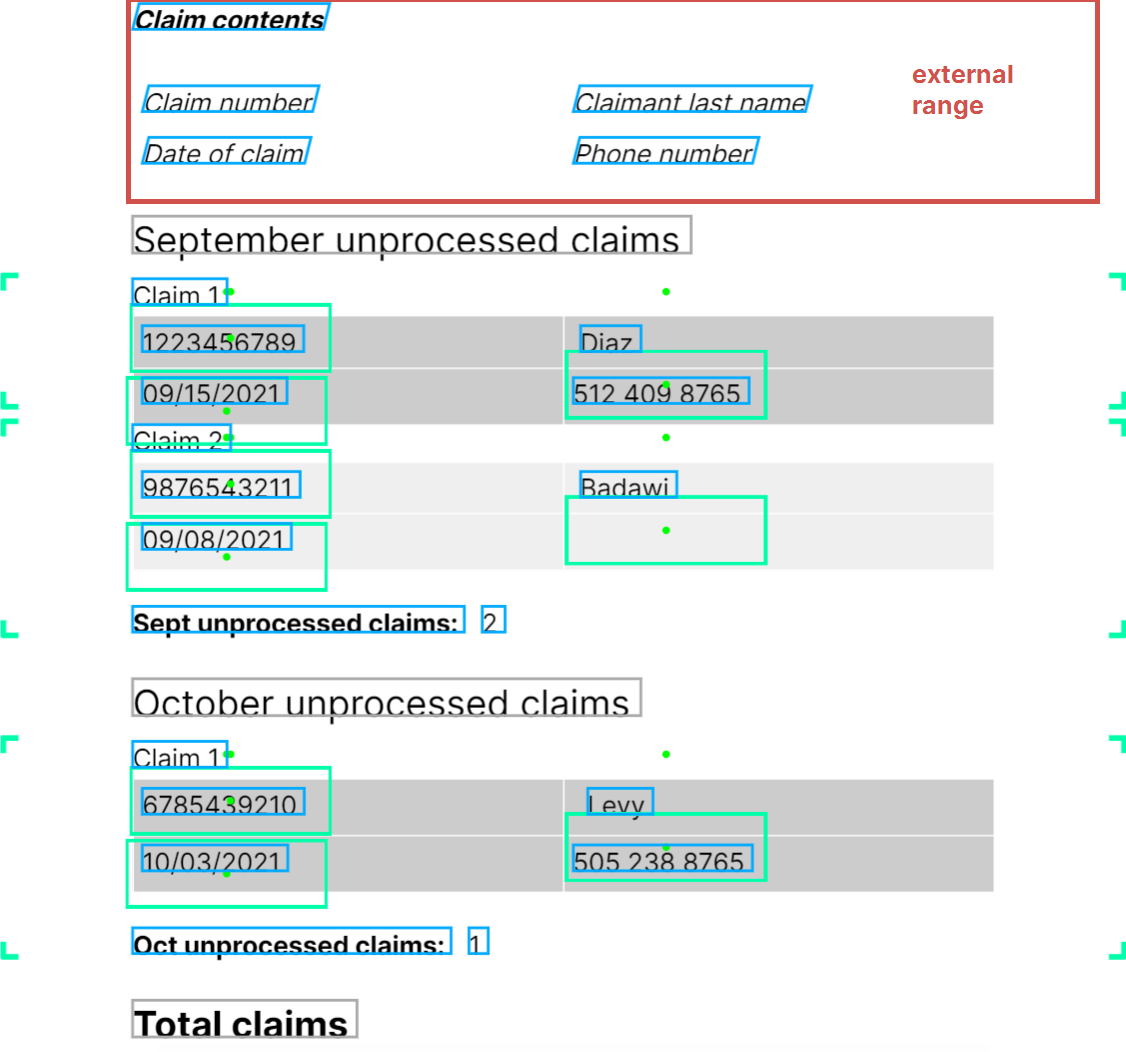 Claim contents
external
range
Claim number Claimant last name
Date of claim Phone number
September unprocessed claims
Claim 1
1223456789 Diaz
09/15/2021 512 409 8765
Claim 2
9876543211 Badawi
09/08/2021
Sept unprocessed claims: 2
October unprocessed claims
Claim 1
6785439210 Levy
10/03/2021 505 238 8765
Oct unprocessed claims: 1
Total claims